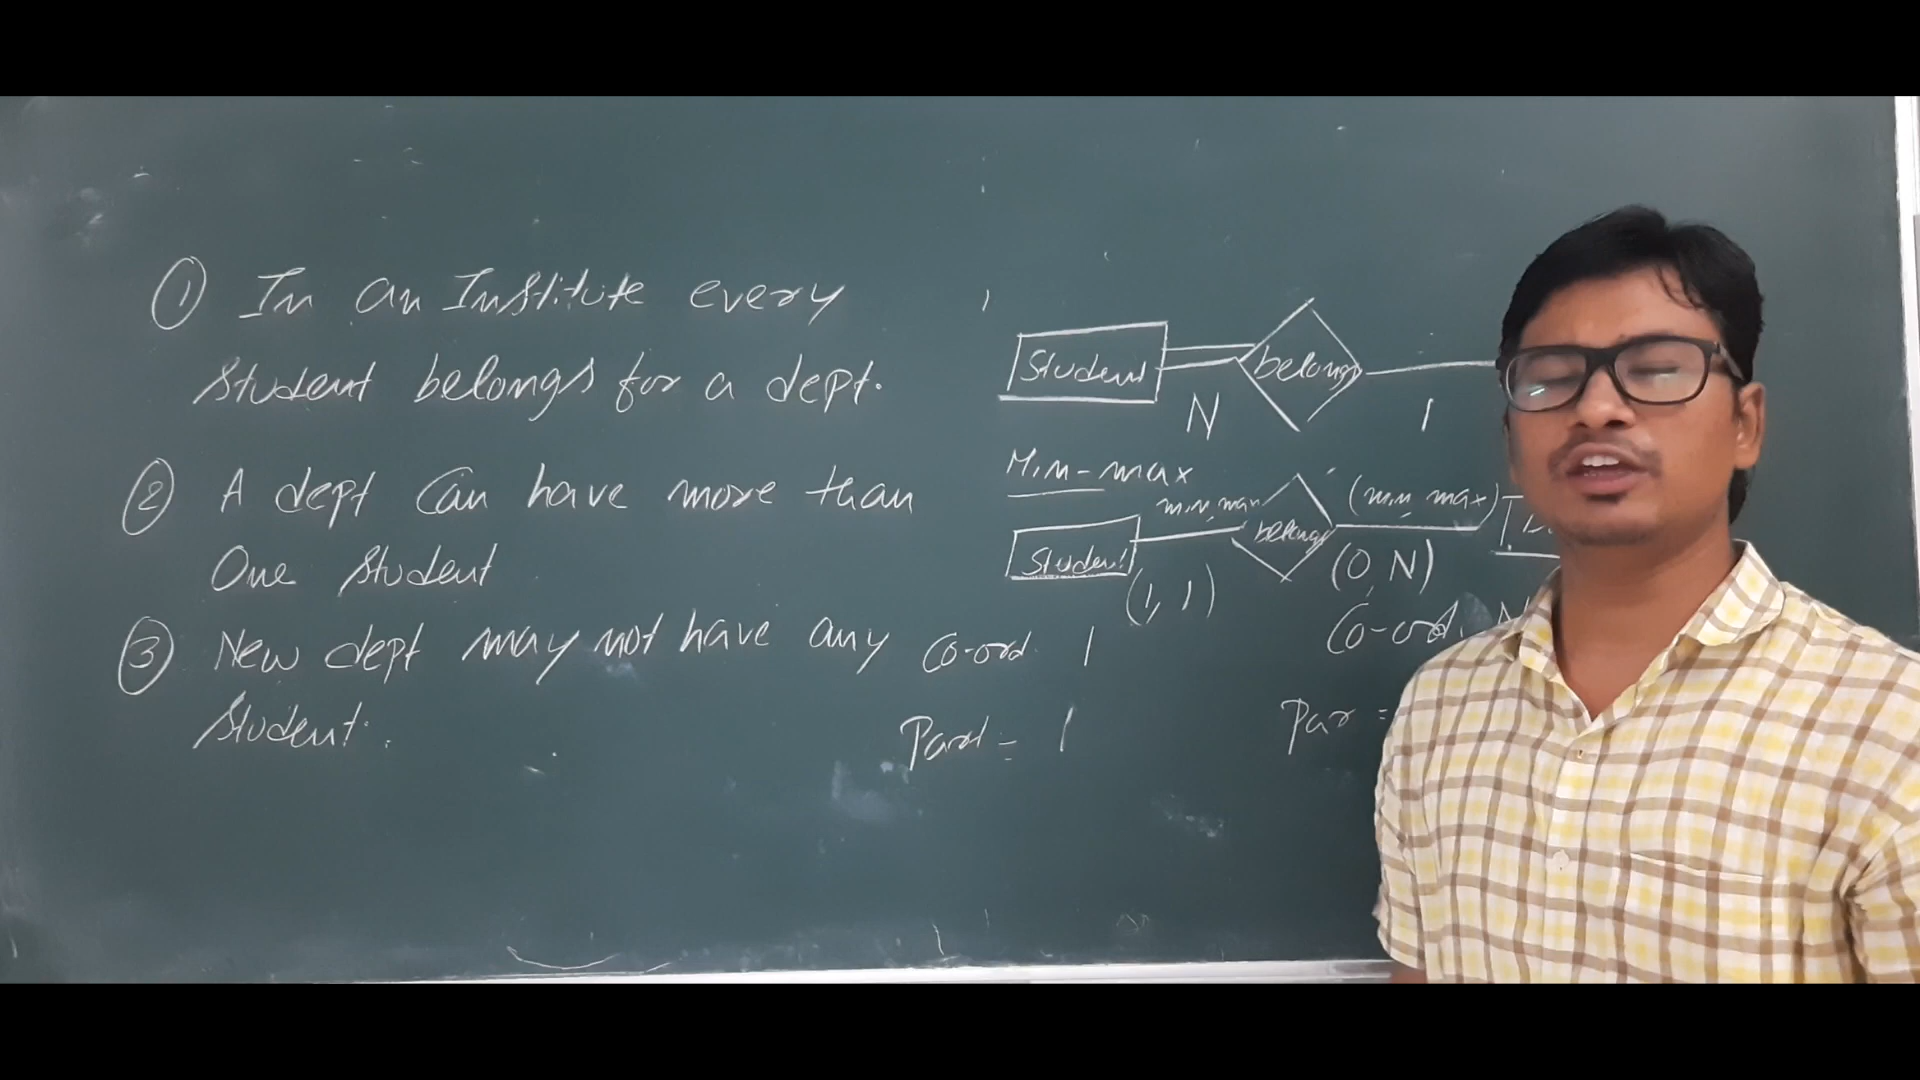 ① In an Institute every
student belongs for a dept.
② A dept can have more than
One student
③ New dept may not have any
student.
Student belongs
N 1
Min-max
min, max (min, max)
Student belongs
(1, 1) (0, N)
Co-ord 1
Co-ord. N
Part = 1
Par =